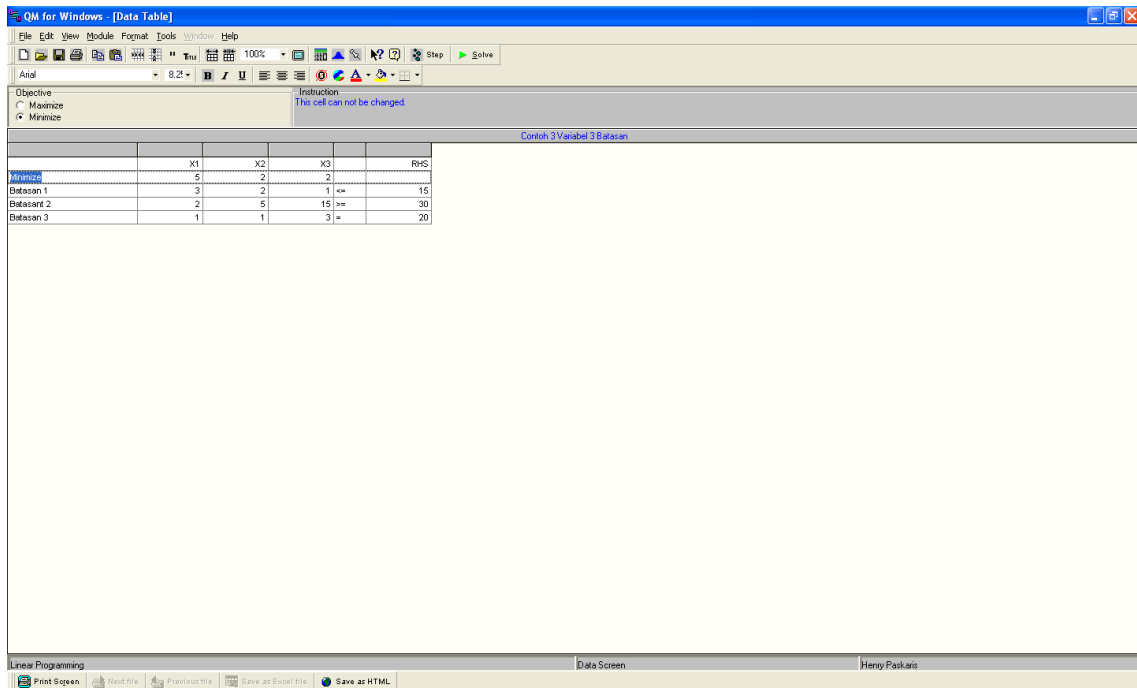 QM for Windows - [Data Table]
File Edit View Module Format Tools Window Help
100% Step Solve
Arial 8.25 B I U
Objective
Maximize
Minimize
Instruction
This cell can not be changed.
Contoh 3 Variabel 3 Batasan
X1 X2 X3 RHS
Minimize 5 2 2
Batasan 1 3 2 1 <= 15
Batasant 2 2 5 15 >= 30
Batasan 3 1 1 3 = 20
Linear Programming Data Screen Henry Paskaris
Print Screen Next file Previous file Save as Excel file Save as HTML